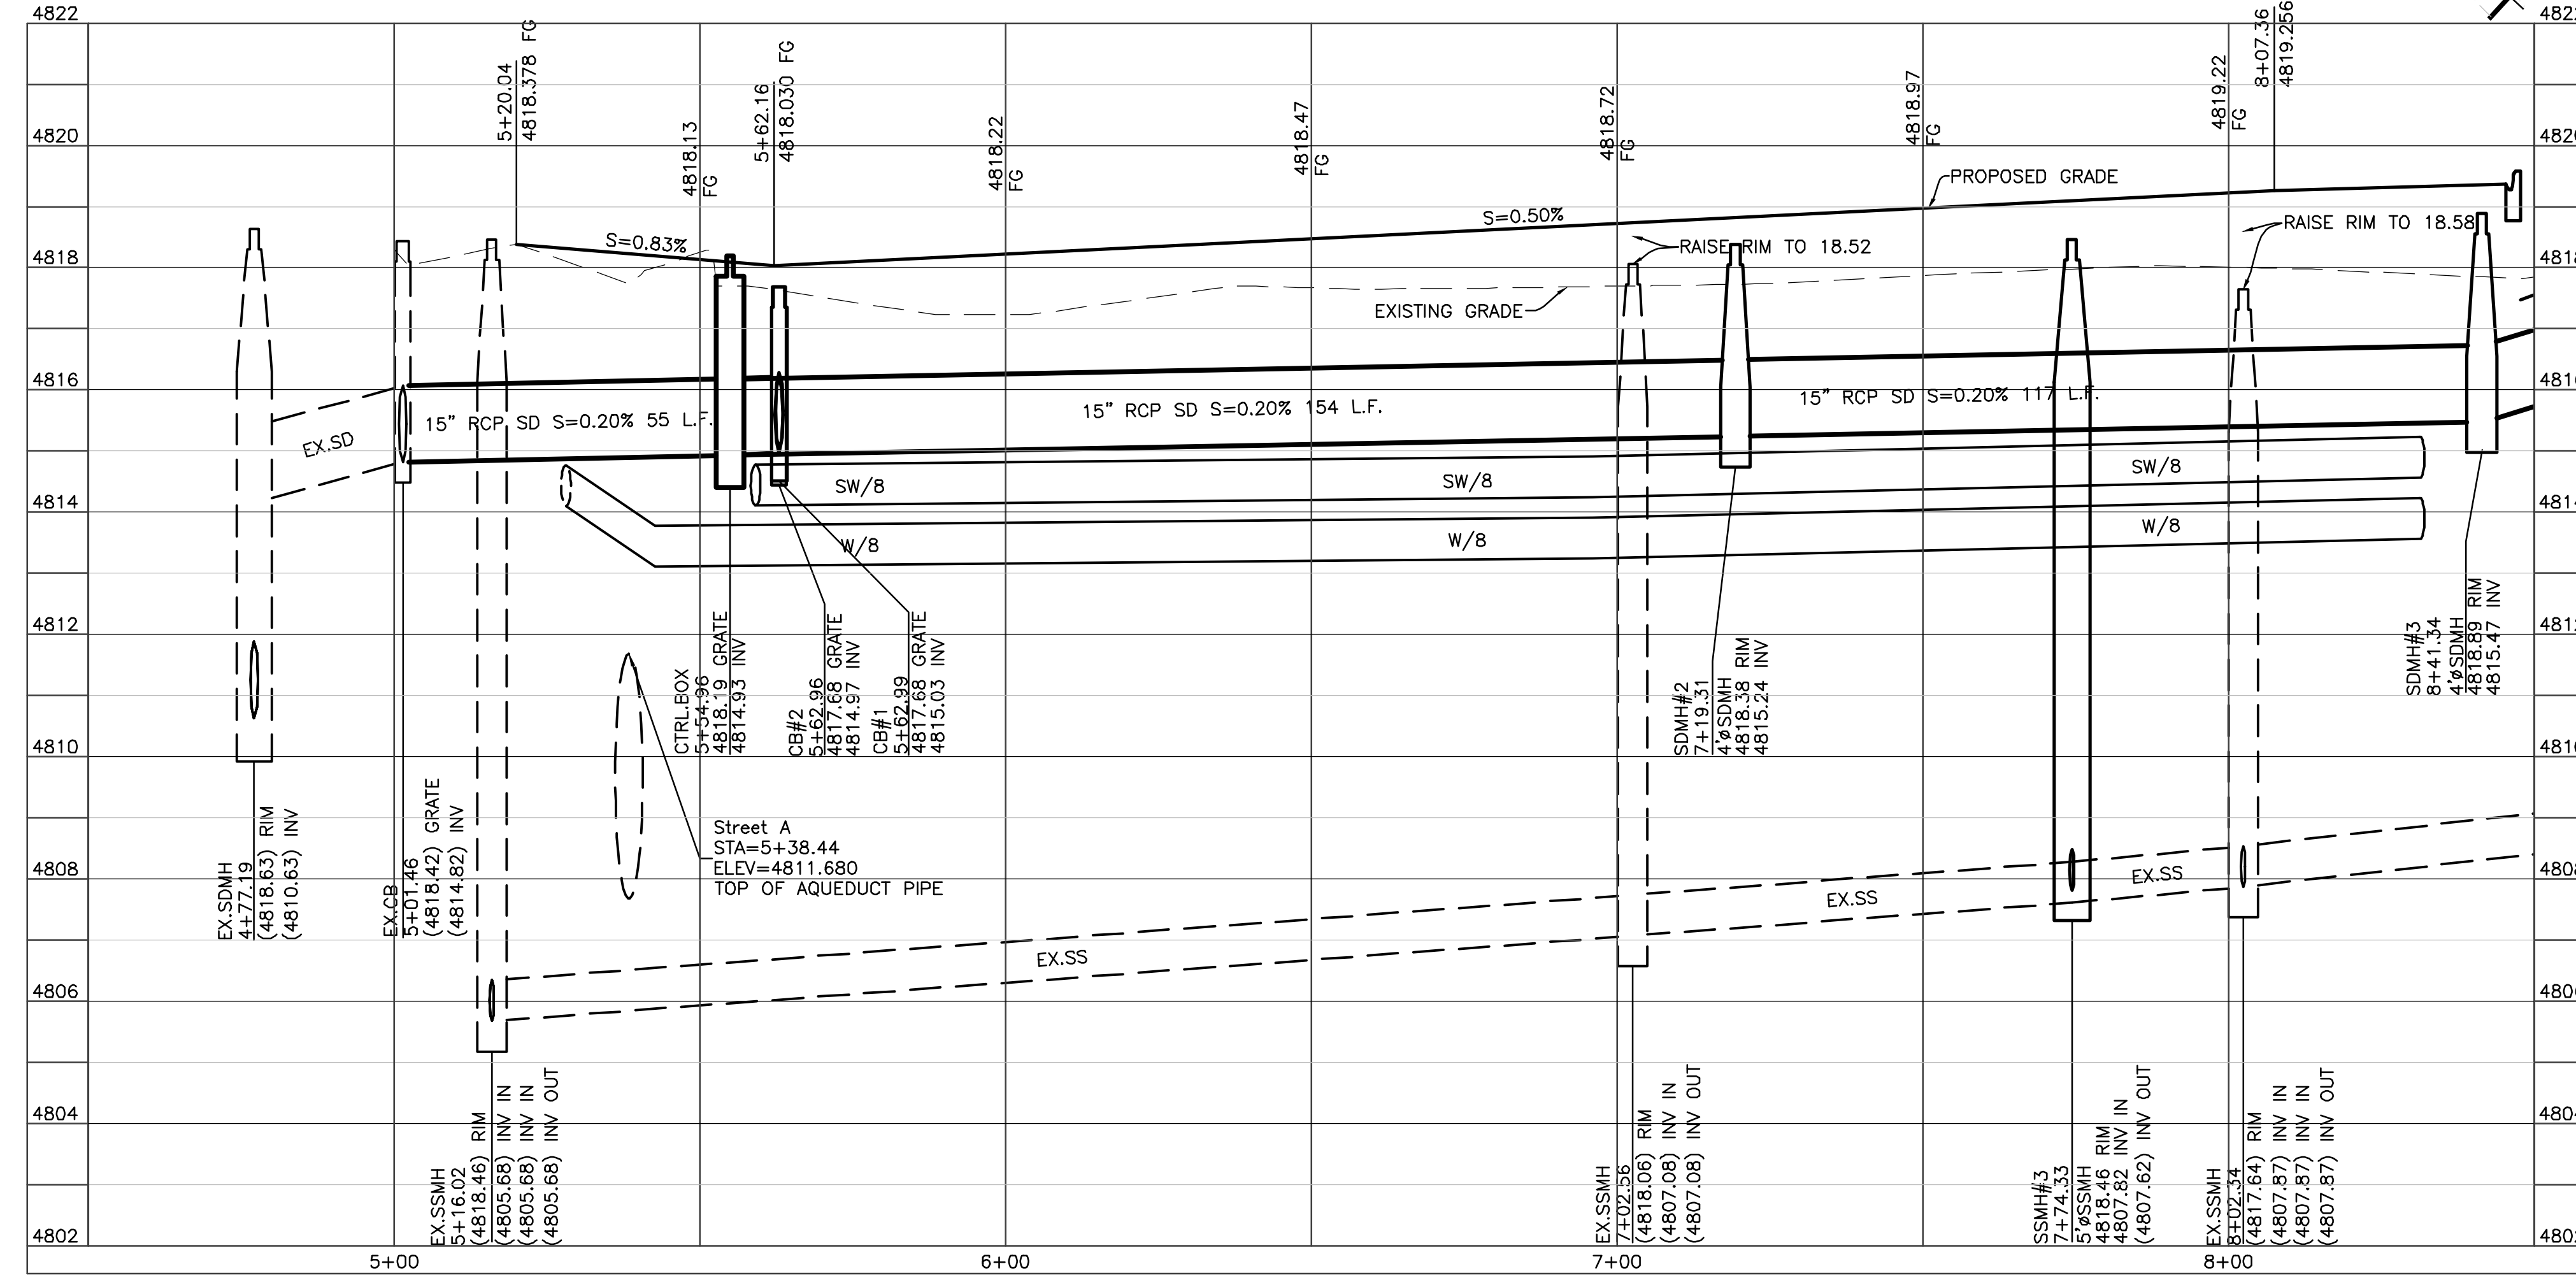 4822
4820
4818
4816
4814
4812
4810
4808
4806
4804
4802
5+20.04
4818.378 FG
4818.13
FG
5+62.16
4818.030 FG
4818.22
FG
4818.47
FG
4818.72
FG
4818.97
FG
4819.22
FG
8+07.36
4819.256
S=0.83%
S=0.50%
PROPOSED GRADE
RAISE RIM TO 18.52
RAISE RIM TO 18.58
EXISTING GRADE
EX.SD
15" RCP SD S=0.20% 55 L.F.
15" RCP SD S=0.20% 154 L.F.
15" RCP SD S=0.20% 117 L.F.
SW/8
SW/8
SW/8
W/8
W/8
W/8
EX.SDMH
4+77.19
(4818.63) RIM
(4810.63) INV
EX.CB
5+01.46
(4818.42) GRATE
(4814.82) INV
EX.SSMH
5+16.02
(4818.46) RIM
(4805.68) INV IN
(4805.68) INV IN
(4805.68) INV OUT
Street A
STA=5+38.44
ELEV=4811.680
TOP OF AQUEDUCT PIPE
CTRL.BOX
5+54.96
4818.19 GRATE
4814.93 INV
CB#2
5+62.96
4817.68 GRATE
4814.97 INV
CB#1
5+62.99
4817.68 GRATE
4815.03 INV
EX.SS
EX.SS
EX.SS
EX.SSMH
7+02.56
(4818.06) RIM
(4807.08) INV IN
(4807.08) INV OUT
SDMH#2
7+19.31
4'øSDMH
4818.38 RIM
4815.24 INV
SSMH#3
7+74.33
5'øSSMH
4818.46 RIM
4807.82 INV IN
(4807.62) INV OUT
EX.SSMH
8+02.34
(4817.64) RIM
(4807.87) INV IN
(4807.87) INV IN
(4807.87) INV OUT
SDMH#3
8+41.34
4'øSDMH
4818.89 RIM
4815.47 INV
5+00
6+00
7+00
8+00